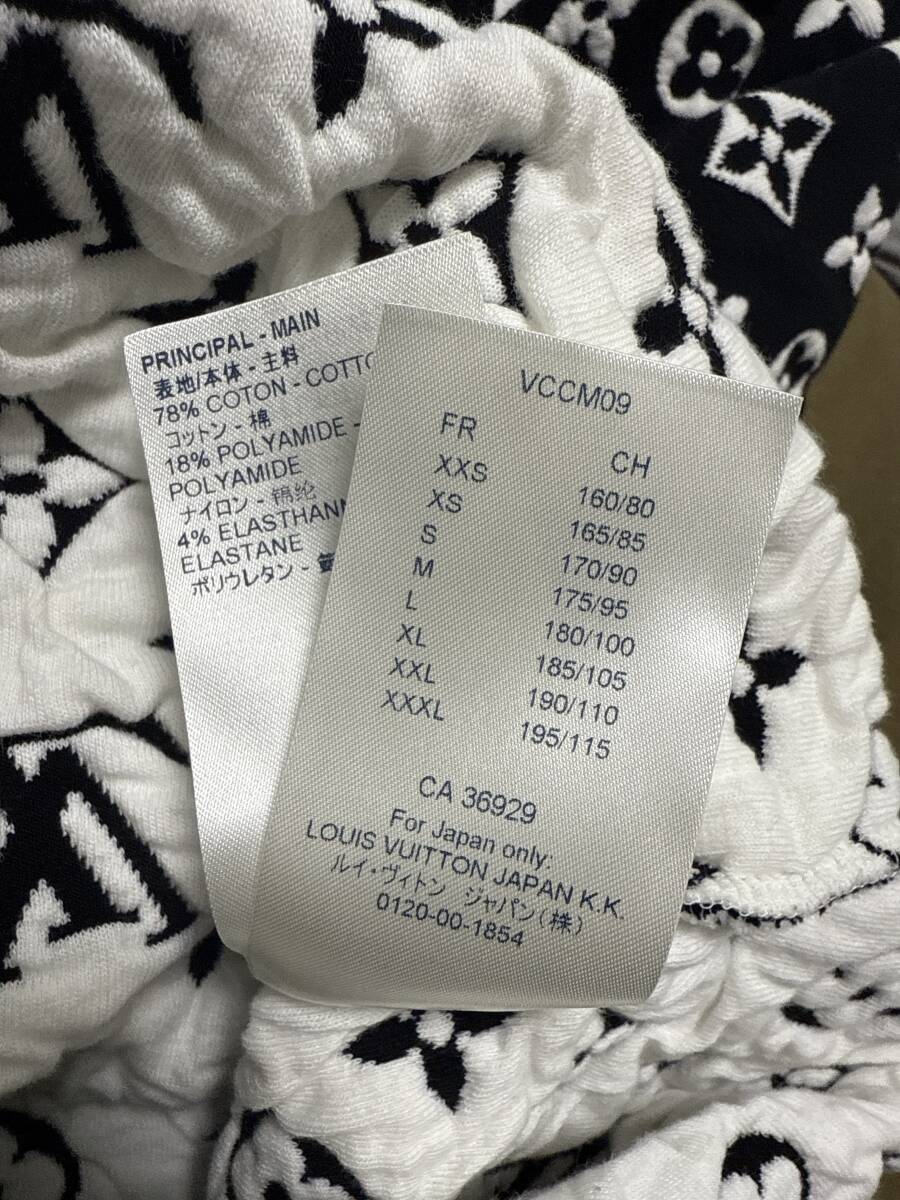 PRINCIPAL - MAIN
表地/本体 - 主料
78% COTON -
コットン - 棉
18% POLYAMIDE -
POLYAMIDE
ナイロン - 锦纶
4%
ELASTANE
ポリウレタン -
VCCM09
FR CH
XXS 160/80
XS 165/85
S 170/90
M 175/95
L 180/100
XL 185/105
XXL 190/110
XXXL 195/115
CA 36929
For Japan only:
LOUIS VUITTON JAPAN K.K.
ルイ・ヴィトン ジャパン(株)
0120-00-1854